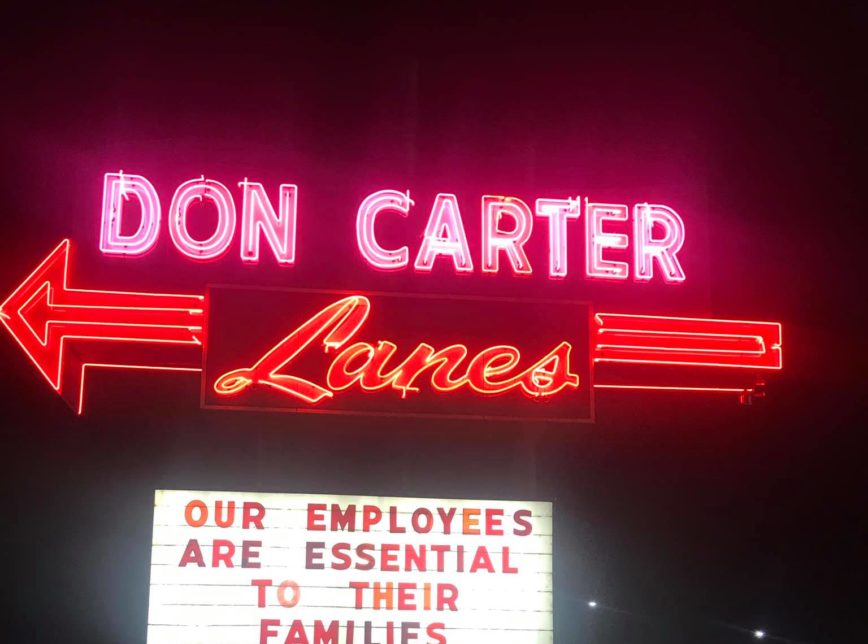 DON CARTER
Lanes
OUR EMPLOYEES
ARE ESSENTIAL
TO THEIR
FAMILIES